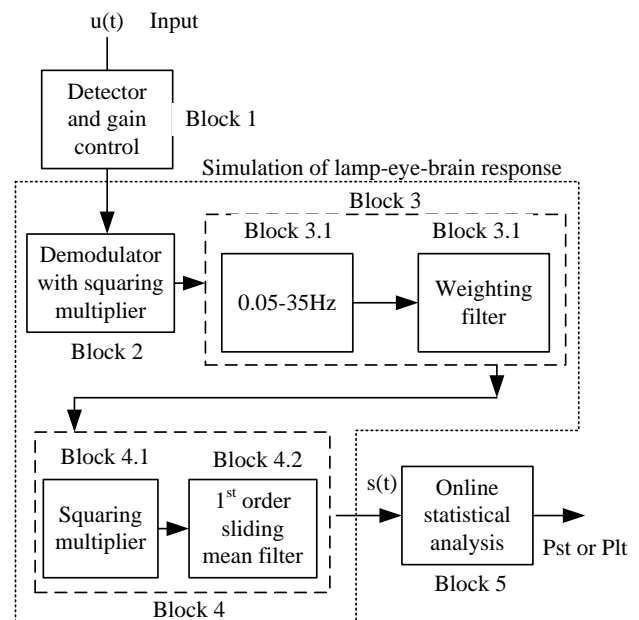 u(t) Input
Detector
and gain
control
Block 1
Simulation of lamp-eye-brain response
Block 3
Block 3.1
Block 3.1
Demodulator
with squaring
multiplier
0.05-35Hz
Weighting
filter
Block 2
Block 4.1
Block 4.2
Squaring
multiplier
1st order
sliding
mean filter
s(t)
Online
statistical
analysis
Pst or Plt
Block 5
Block 4